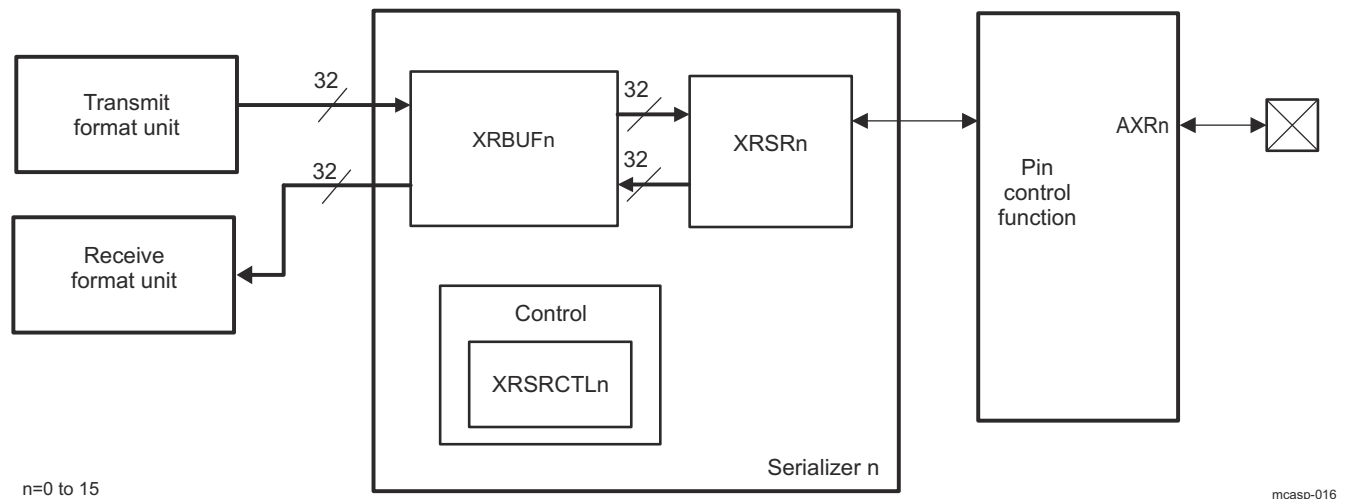 Transmit
format unit
Receive
format unit
32
32
XRBUFn
32
32
XRSRn
Control
XRSRCTLn
Serializer n
Pin
control
function
AXRn
n=0 to 15
mcasp-016